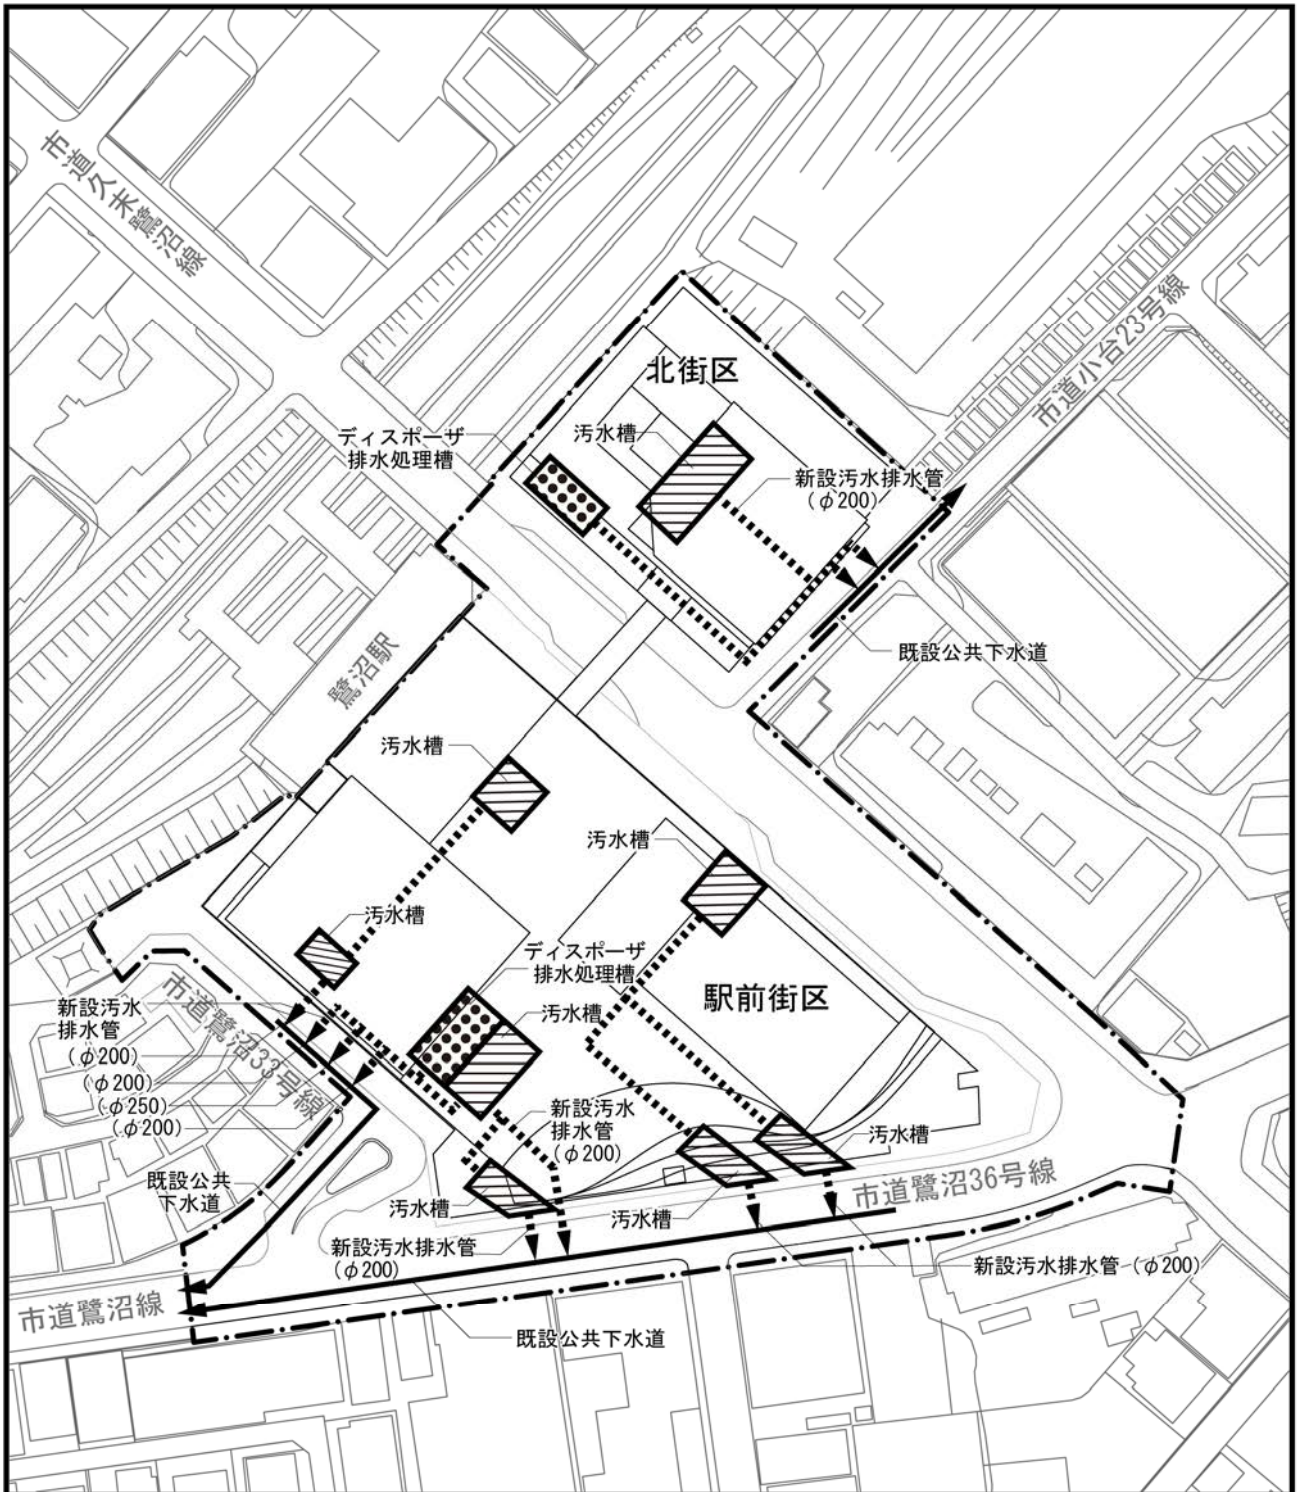 市道久末鷺沼線
北街区
ディスポーザ
排水処理槽
汚水槽
新設汚水排水管
（φ200）
市道小台23号線
既設公共下水道
鷺沼駅
汚水槽
汚水槽
汚水槽
ディスポーザ
排水処理槽
汚水槽
駅前街区
市道鷺沼33号線
新設汚水
排水管
（φ200）
（φ200）
（φ250）
（φ200）
新設汚水
排水管
（φ200）
汚水槽
既設公共
下水道
汚水槽
汚水槽
市道鷺沼36号線
新設汚水排水管
（φ200）
新設汚水排水管（φ200）
市道鷺沼線
既設公共下水道